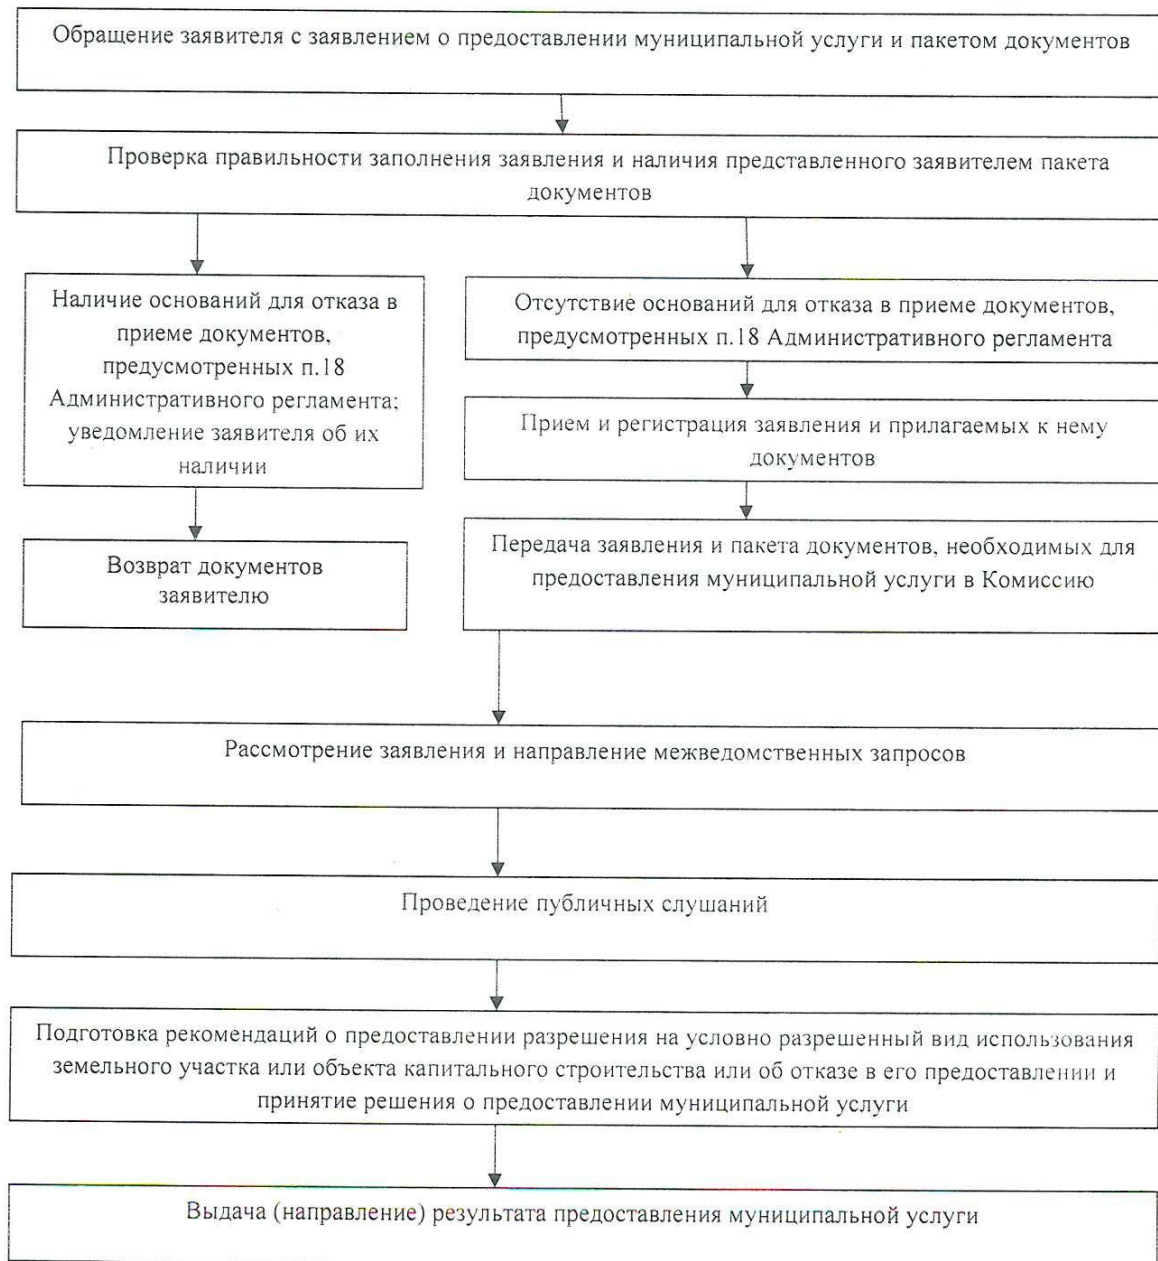 Обращение заявителя с заявлением о предоставлении муниципальной услуги и пакетом документов
Проверка правильности заполнения заявления и наличия представленного заявителем пакета
документов
Наличие оснований для отказа в
приеме документов,
предусмотренных п.18
Административного регламента;
уведомление заявителя об их
наличии
Возврат документов
заявителю
Отсутствие оснований для отказа в приеме документов,
предусмотренных п.18 Административного регламента
Прием и регистрация заявления и прилагаемых к нему
документов
Передача заявления и пакета документов, необходимых для
предоставления муниципальной услуги в Комиссию
Рассмотрение заявления и направление межведомственных запросов
Проведение публичных слушаний
Подготовка рекомендаций о предоставлении разрешения на условно разрешенный вид использования
земельного участка или объекта капитального строительства или об отказе в его предоставлении и
принятие решения о предоставлении муниципальной услуги
Выдача (направление) результата предоставления муниципальной услуги